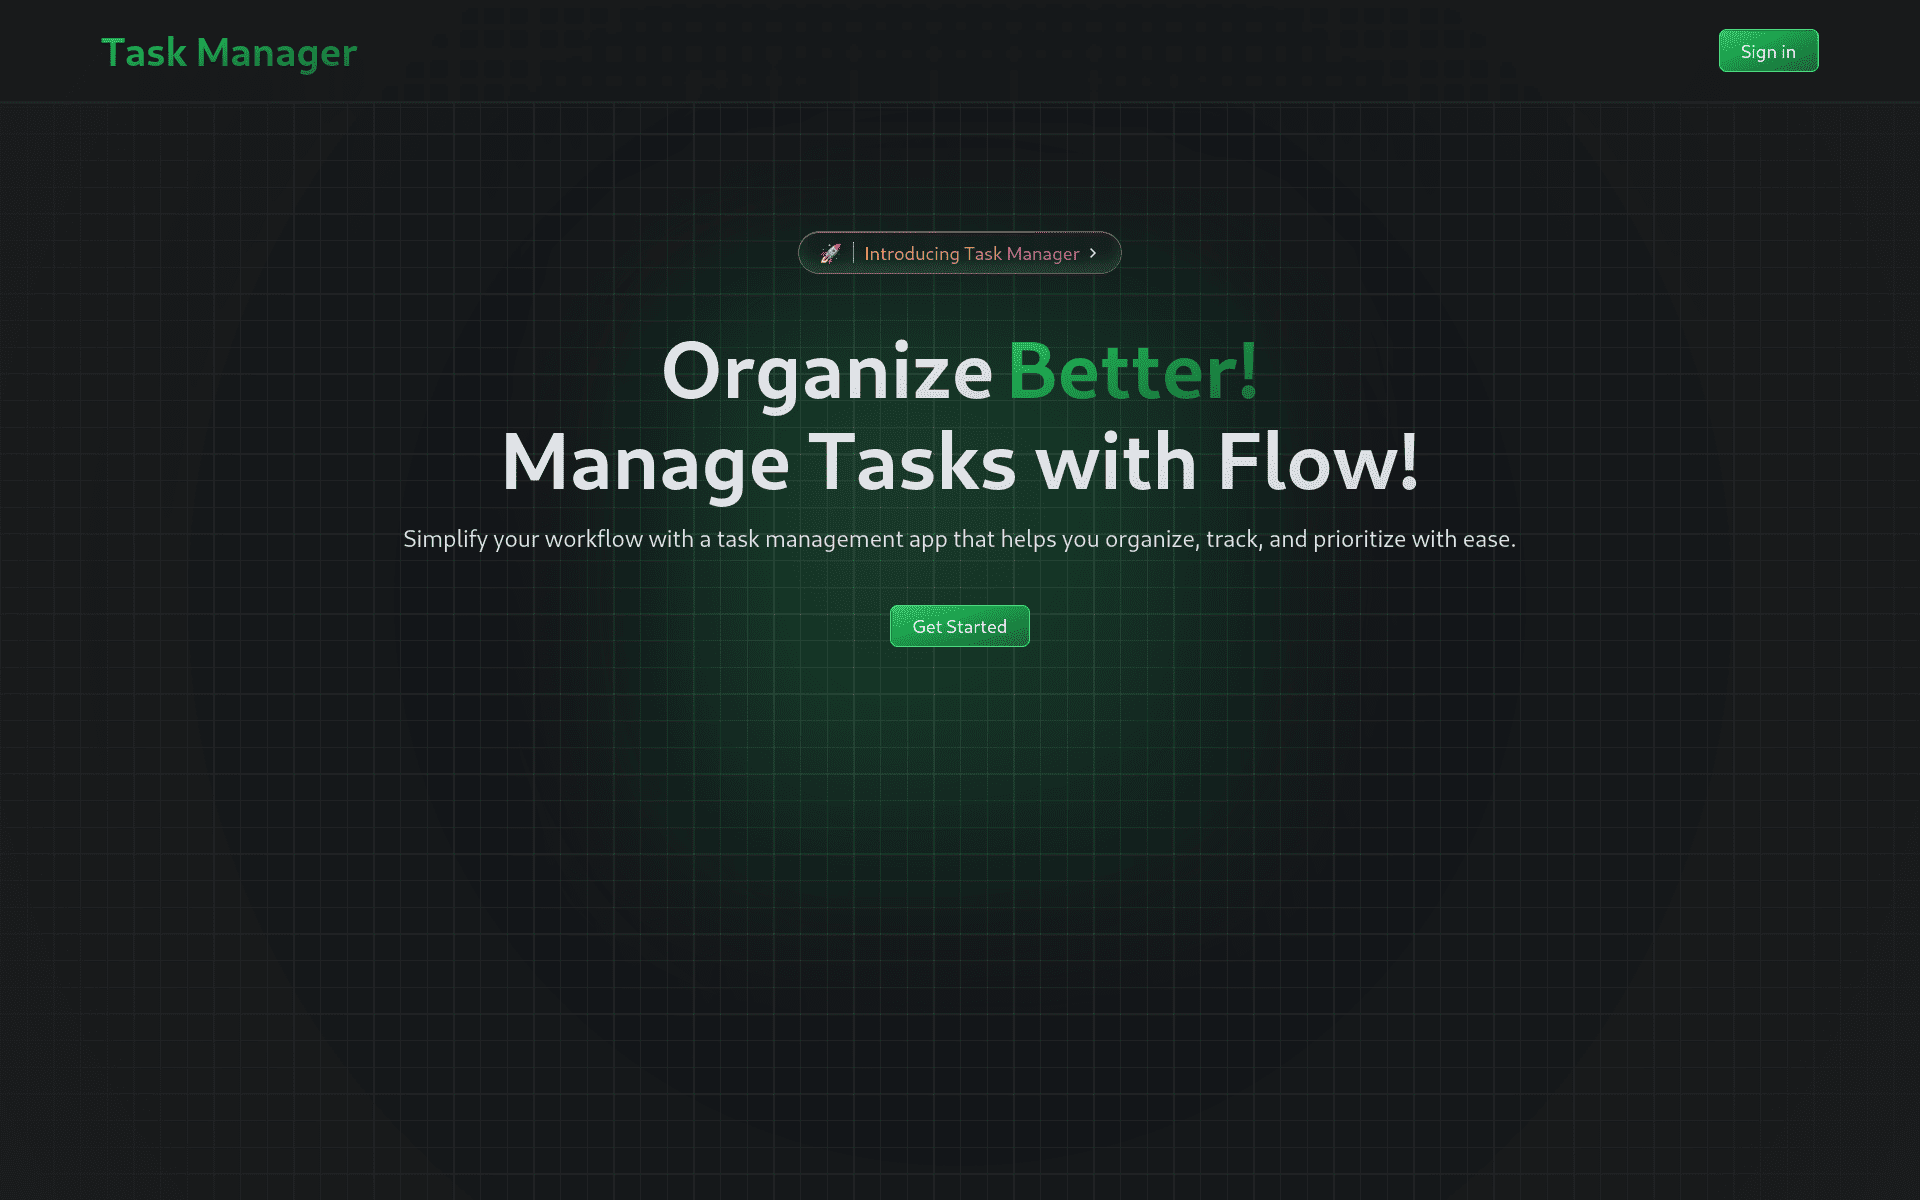 Task Manager
Sign in
🚀 | Introducing Task Manager >
Organize Better!
Manage Tasks with Flow!
Simplify your workflow with a task management app that helps you organize, track, and prioritize with ease.
Get Started